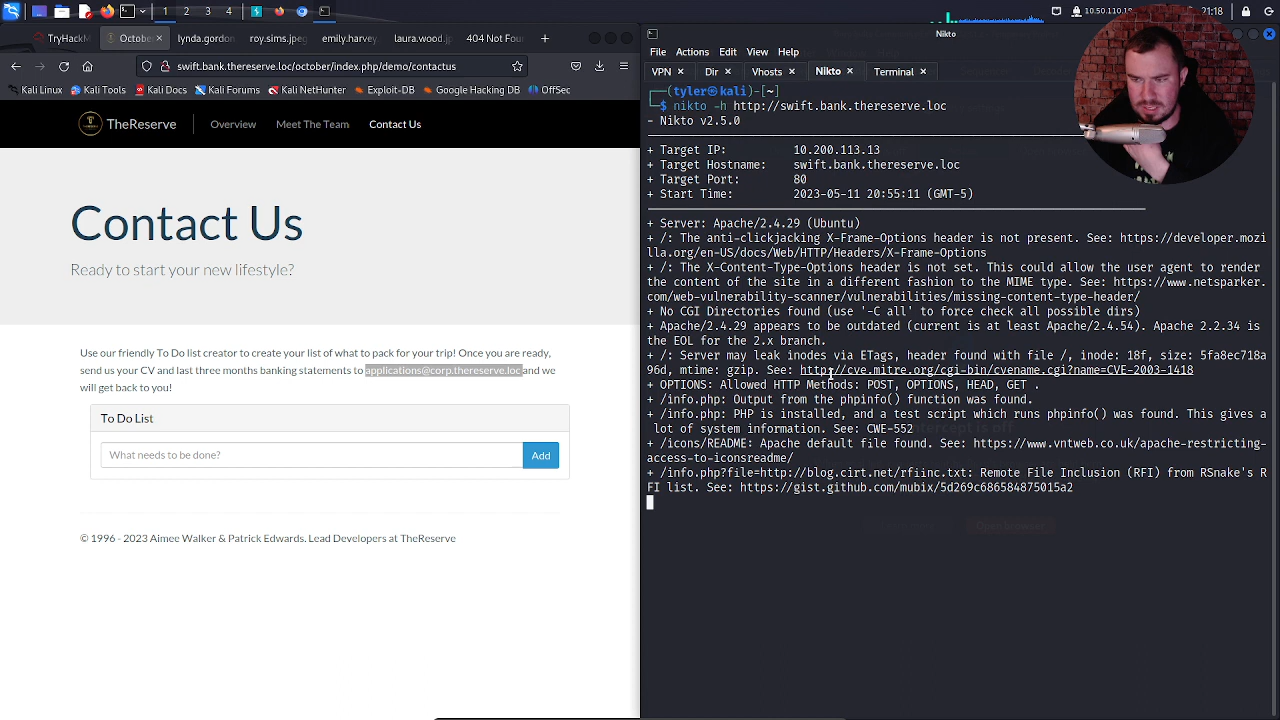 1 2 3 4 10.50.110.18 21:18
TryHackM October lynda.gordon roy.sims.jpeg emily.harvey laura.wood.j 404 Not Foun
swift.bank.thereserve.loc/october/index.php/demo/contactus
Kali Linux Kali Tools Kali Docs Kali Forums Kali NetHunter Exploit-DB Google Hacking DB OffSec
TheReserve Overview Meet The Team Contact Us
Contact Us
Ready to start your new lifestyle?
Use our friendly To Do list creator to create your list of what to pack for your trip! Once you are ready,
send us your CV and last three months banking statements to applications@corp.thereserve.loc and we
will get back to you!
To Do List
What needs to be done? Add
© 1996 - 2023 Aimee Walker & Patrick Edwards. Lead Developers at TheReserve
Nikto
File Actions Edit View Help
VPN Dir Vhosts Nikto Terminal
(tyler㉿kali)-[~]
$ nikto -h http://swift.bank.thereserve.loc
- Nikto v2.5.0
+ Target IP: 10.200.113.13
+ Target Hostname: swift.bank.thereserve.loc
+ Target Port: 80
+ Start Time: 2023-05-11 20:55:11 (GMT-5)
+ Server: Apache/2.4.29 (Ubuntu)
+ /: The anti-clickjacking X-Frame-Options header is not present. See: https://developer.mozi
lla.org/en-US/docs/Web/HTTP/Headers/X-Frame-Options
+ /: The X-Content-Type-Options header is not set. This could allow the user agent to render
the content of the site in a different fashion to the MIME type. See: https://www.netsparker.
com/web-vulnerability-scanner/vulnerabilities/missing-content-type-header/
+ No CGI Directories found (use '-C all' to force check all possible dirs)
+ Apache/2.4.29 appears to be outdated (current is at least Apache/2.4.54). Apache 2.2.34 is
the EOL for the 2.x branch.
+ /: Server may leak inodes via ETags, header found with file /, inode: 18f, size: 5fa8ec718a
96d, mtime: gzip. See: http://cve.mitre.org/cgi-bin/cvename.cgi?name=CVE-2003-1418
+ OPTIONS: Allowed HTTP Methods: POST, OPTIONS, HEAD, GET .
+ /info.php: Output from the phpinfo() function was found.
+ /info.php: PHP is installed, and a test script which runs phpinfo() was found. This gives a
lot of system information. See: CWE-552
+ /icons/README: Apache default file found. See: https://www.vntweb.co.uk/apache-restricting-
access-to-iconsreadme/
+ /info.php?file=http://blog.cirt.net/rfiinc.txt: Remote File Inclusion (RFI) from RSnake's R
FI list. See: https://gist.github.com/mubix/5d269c686584875015a2